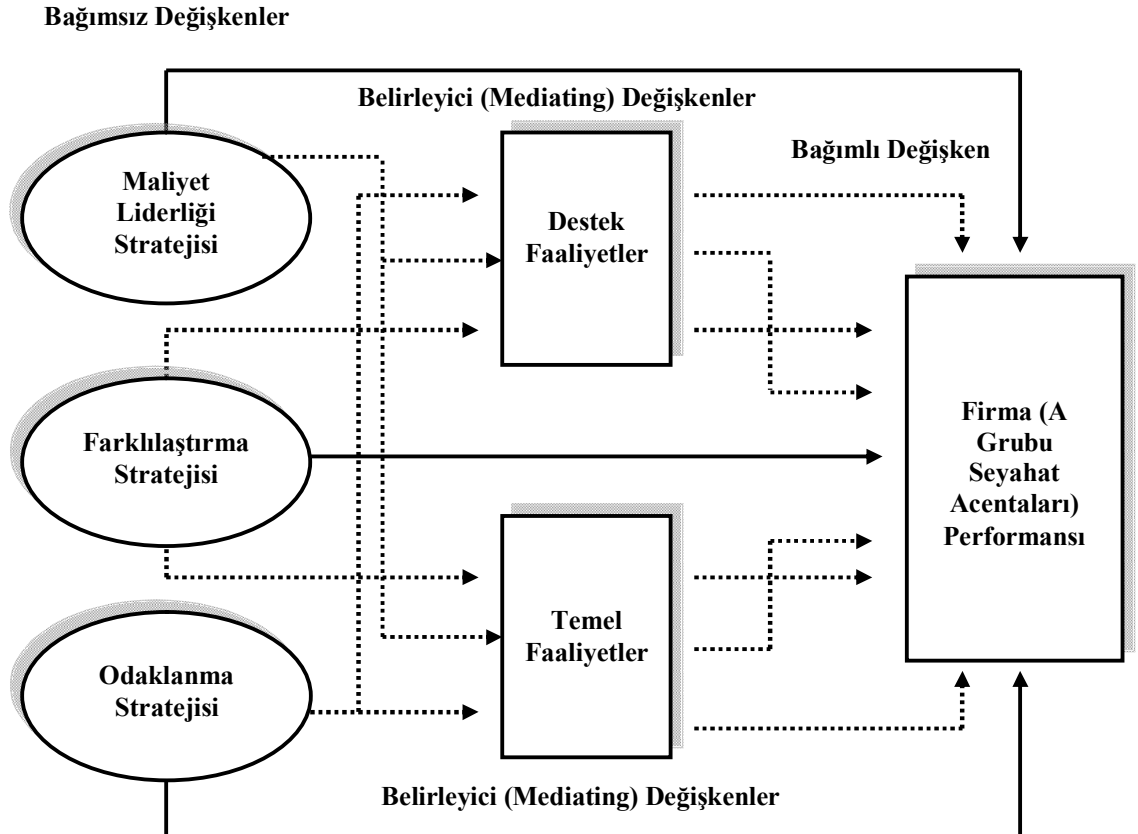 Bağımsız Değişkenler
Belirleyici (Mediating) Değişkenler
Bağımlı Değişken
Maliyet
Liderliği
Stratejisi
Destek
Faaliyetler
Farklılaştırma
Stratejisi
Firma (A
Grubu
Seyahat
Acentaları)
Performansı
Temel
Faaliyetler
Odaklanma
Stratejisi
Belirleyici (Mediating) Değişkenler